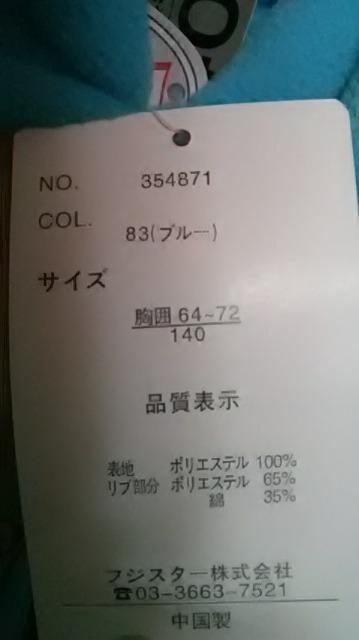 7
NO. 354871
COL. 83(ブルー)
サイズ
胸囲 64~72
140
品質表示
表地 ポリエステル 100%
リブ部分 ポリエステル 65%
綿 35%
フジスター株式会社
☎03-3663-7521
中国製